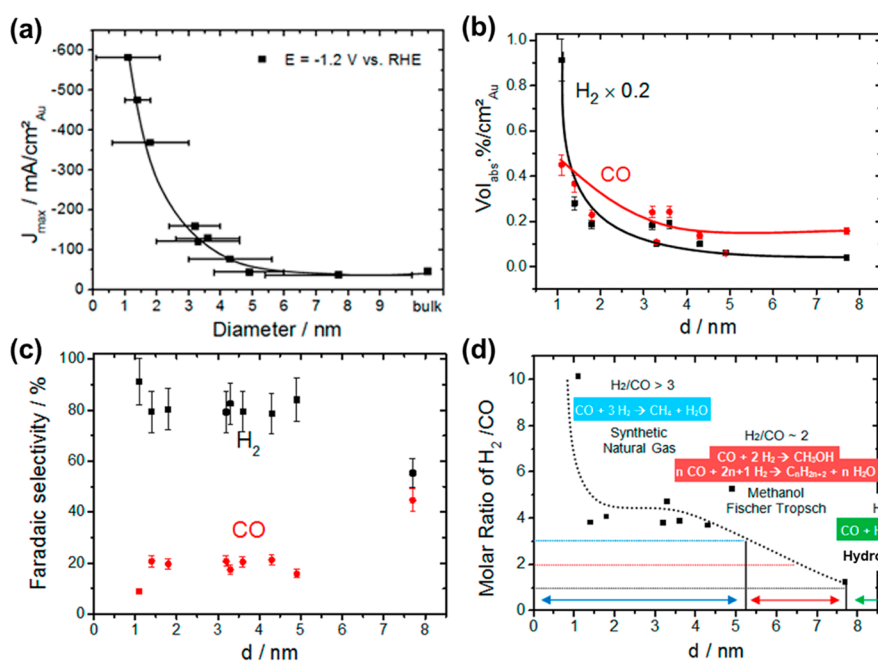 (a)
-600
-500
-400
-300
-200
-100
0
J_max / mA/cm²_Au
E = -1.2 V vs. RHE
0 1 2 3 4 5 6 7 8 9 bulk
Diameter / nm
(b)
1.0
0.8
0.6
0.4
0.2
0.0
Vol_abs.%/cm²_Au
H₂ × 0.2
CO
1 2 3 4 5 6 7 8
d / nm
(c)
100
80
60
40
20
0
Faradaic selectivity / %
H₂
CO
0 1 2 3 4 5 6 7 8
d / nm
(d)
10
8
6
4
2
0
Molar Ratio of H₂ /CO
H₂/CO > 3
CO + 3 H₂ → CH₄ + H₂O
Synthetic
Natural Gas
H₂/CO ~ 2
CO + 2 H₂ → CH₃OH
n CO + 2n+1 H₂ → CₙH₂ₙ₊₂ + n H₂O
Methanol
Fischer Tropsch
H
CO + H
Hydro
0 1 2 3 4 5 6 7 8
d / nm